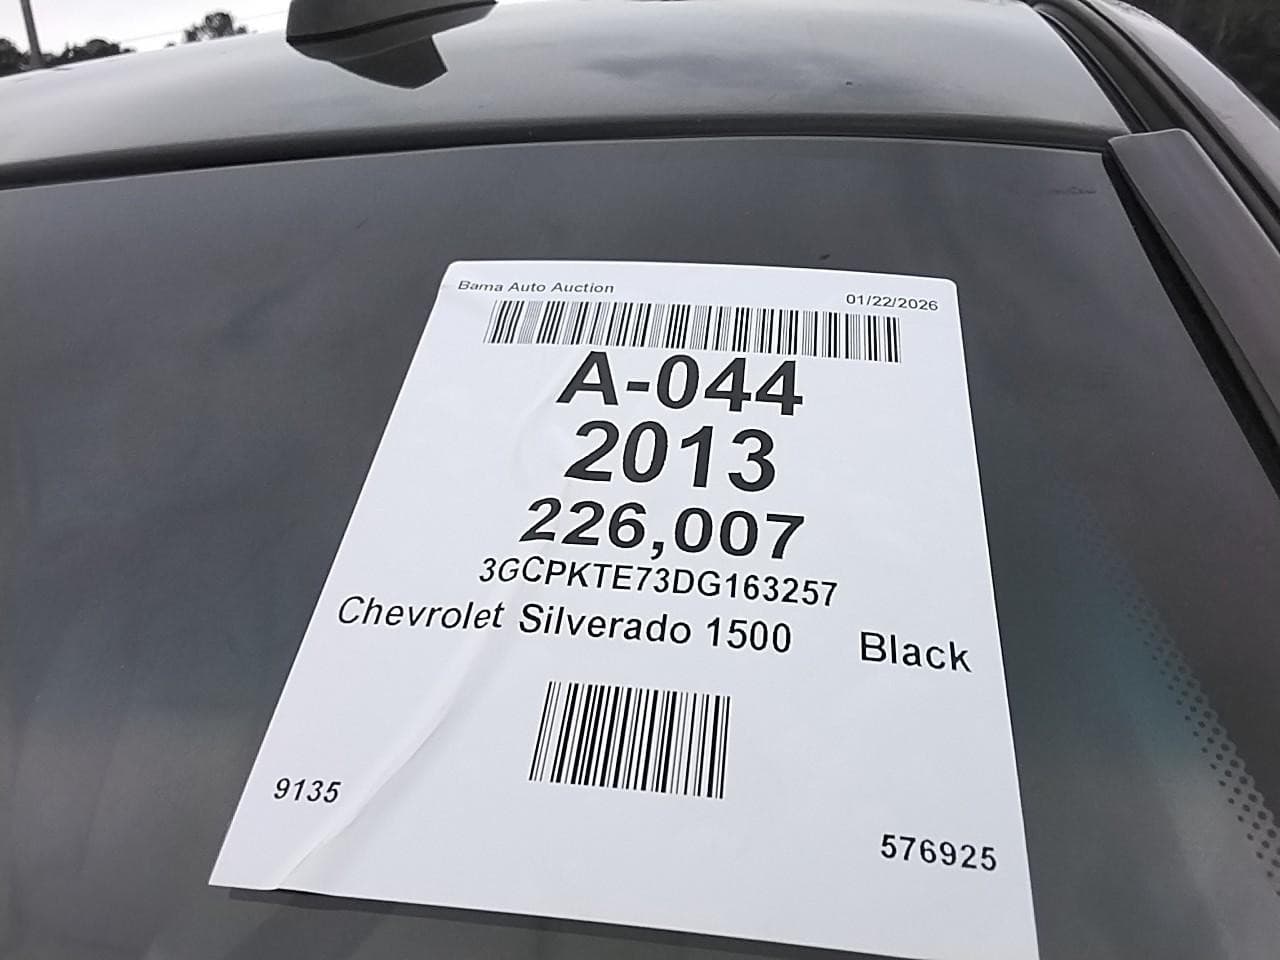 Bama Auto Auction 01/22/2026
A-044
2013
226,007
3GCPKTE73DG163257
Chevrolet Silverado 1500 Black
9135
576925